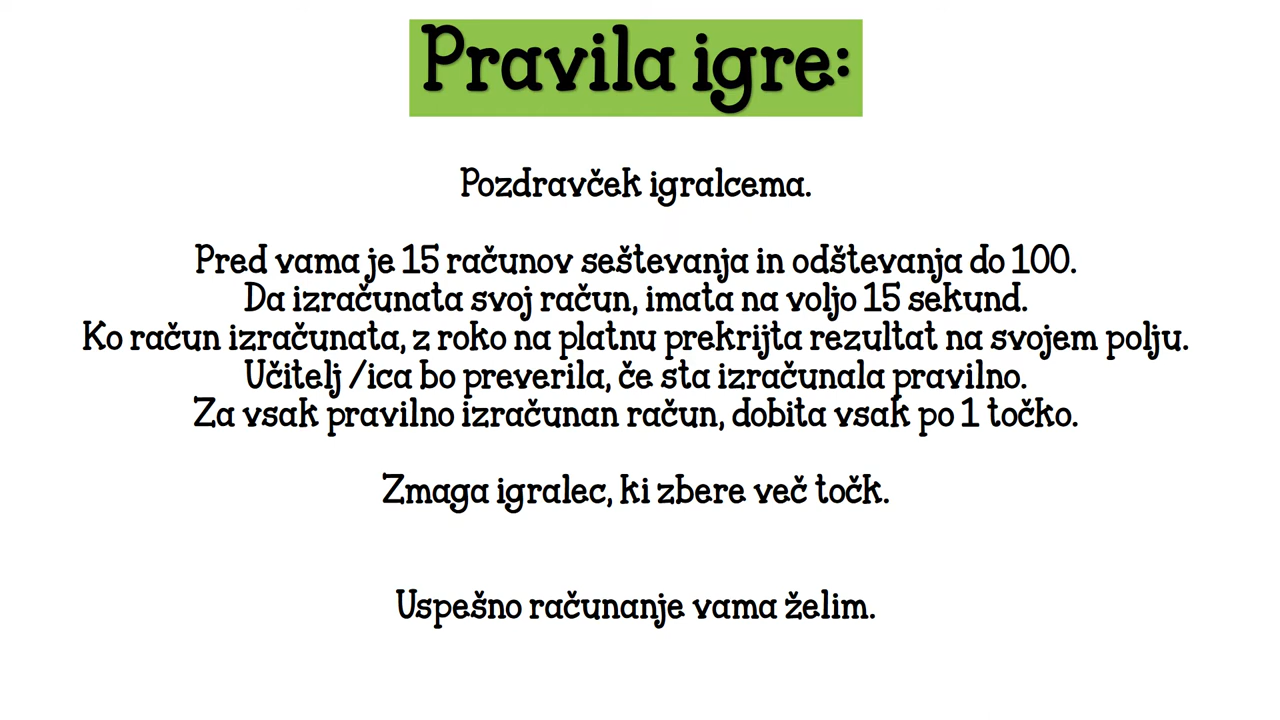 Pravila igre:
Pozdravček igralcema.
Pred vama je 15 računov seštevanja in odštevanja do 100.
Da izračunata svoj račun, imata na voljo 15 sekund.
Ko račun izračunata, z roko na platnu prekrijta rezultat na svojem polju.
Učitelj /ica bo preverila, če sta izračunala pravilno.
Za vsak pravilno izračunan račun, dobita vsak po 1 točko.
Zmaga igralec, ki zbere več točk.
Uspešno računanje vama želim.